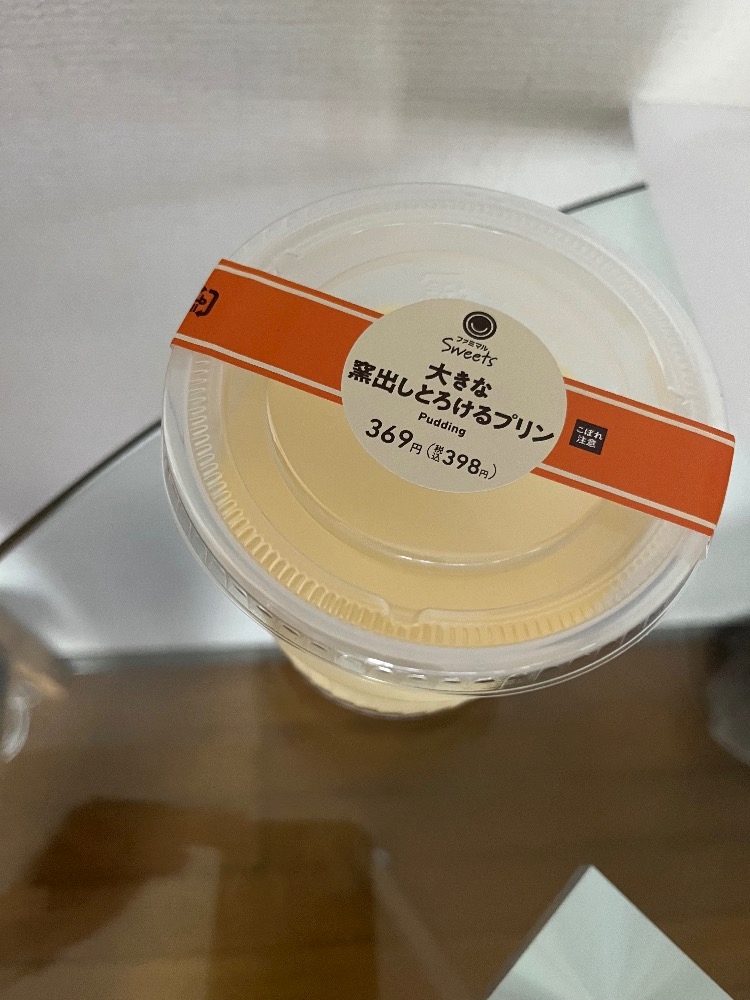 ファミマル
Sweets
大きな
窯出しとろけるプリン
Pudding
369円(税込398円)
こぼれ
注意